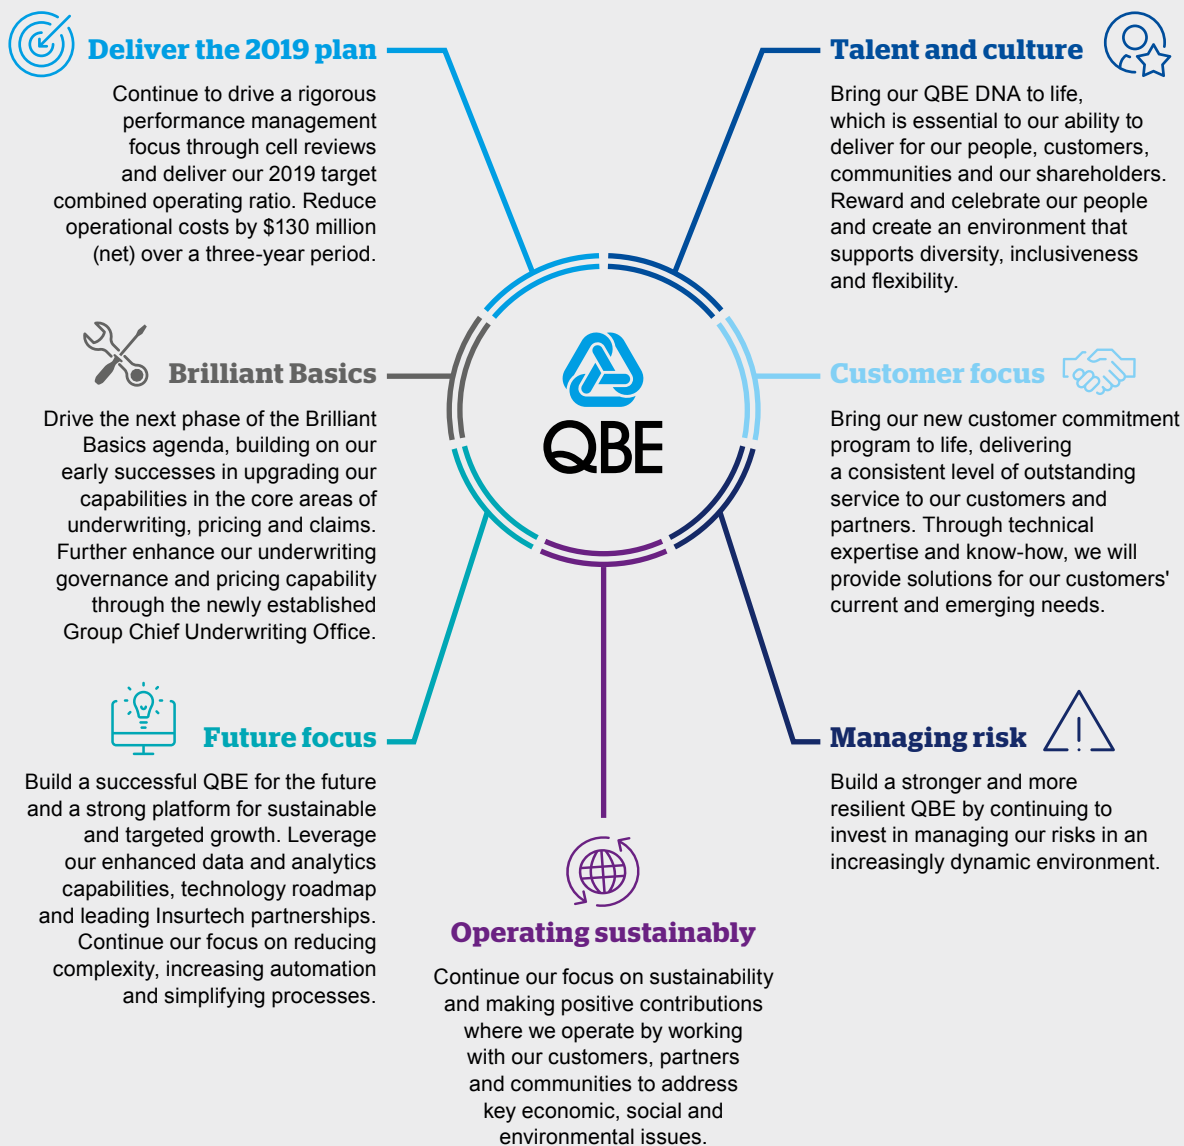 Deliver the 2019 plan
Continue to drive a rigorous
performance management
focus through cell reviews
and deliver our 2019 target
combined operating ratio. Reduce
operational costs by $130 million
(net) over a three-year period.
Talent and culture
Bring our QBE DNA to life,
which is essential to our ability to
deliver for our people, customers,
communities and our shareholders.
Reward and celebrate our people
and create an environment that
supports diversity, inclusiveness
and flexibility.
Brilliant Basics
Drive the next phase of the Brilliant
Basics agenda, building on our
early successes in upgrading our
capabilities in the core areas of
underwriting, pricing and claims.
Further enhance our underwriting
governance and pricing capability
through the newly established
Group Chief Underwriting Office.
QBE
Customer focus
Bring our new customer commitment
program to life, delivering
a consistent level of outstanding
service to our customers and
partners. Through technical
expertise and know-how, we will
provide solutions for our customers'
current and emerging needs.
Future focus
Build a successful QBE for the future
and a strong platform for sustainable
and targeted growth. Leverage
our enhanced data and analytics
capabilities, technology roadmap
and leading Insurtech partnerships.
Continue our focus on reducing
complexity, increasing automation
and simplifying processes.
Managing risk
Build a stronger and more
resilient QBE by continuing to
invest in managing our risks in an
increasingly dynamic environment.
Operating sustainably
Continue our focus on sustainability
and making positive contributions
where we operate by working
with our customers, partners
and communities to address
key economic, social and
environmental issues.